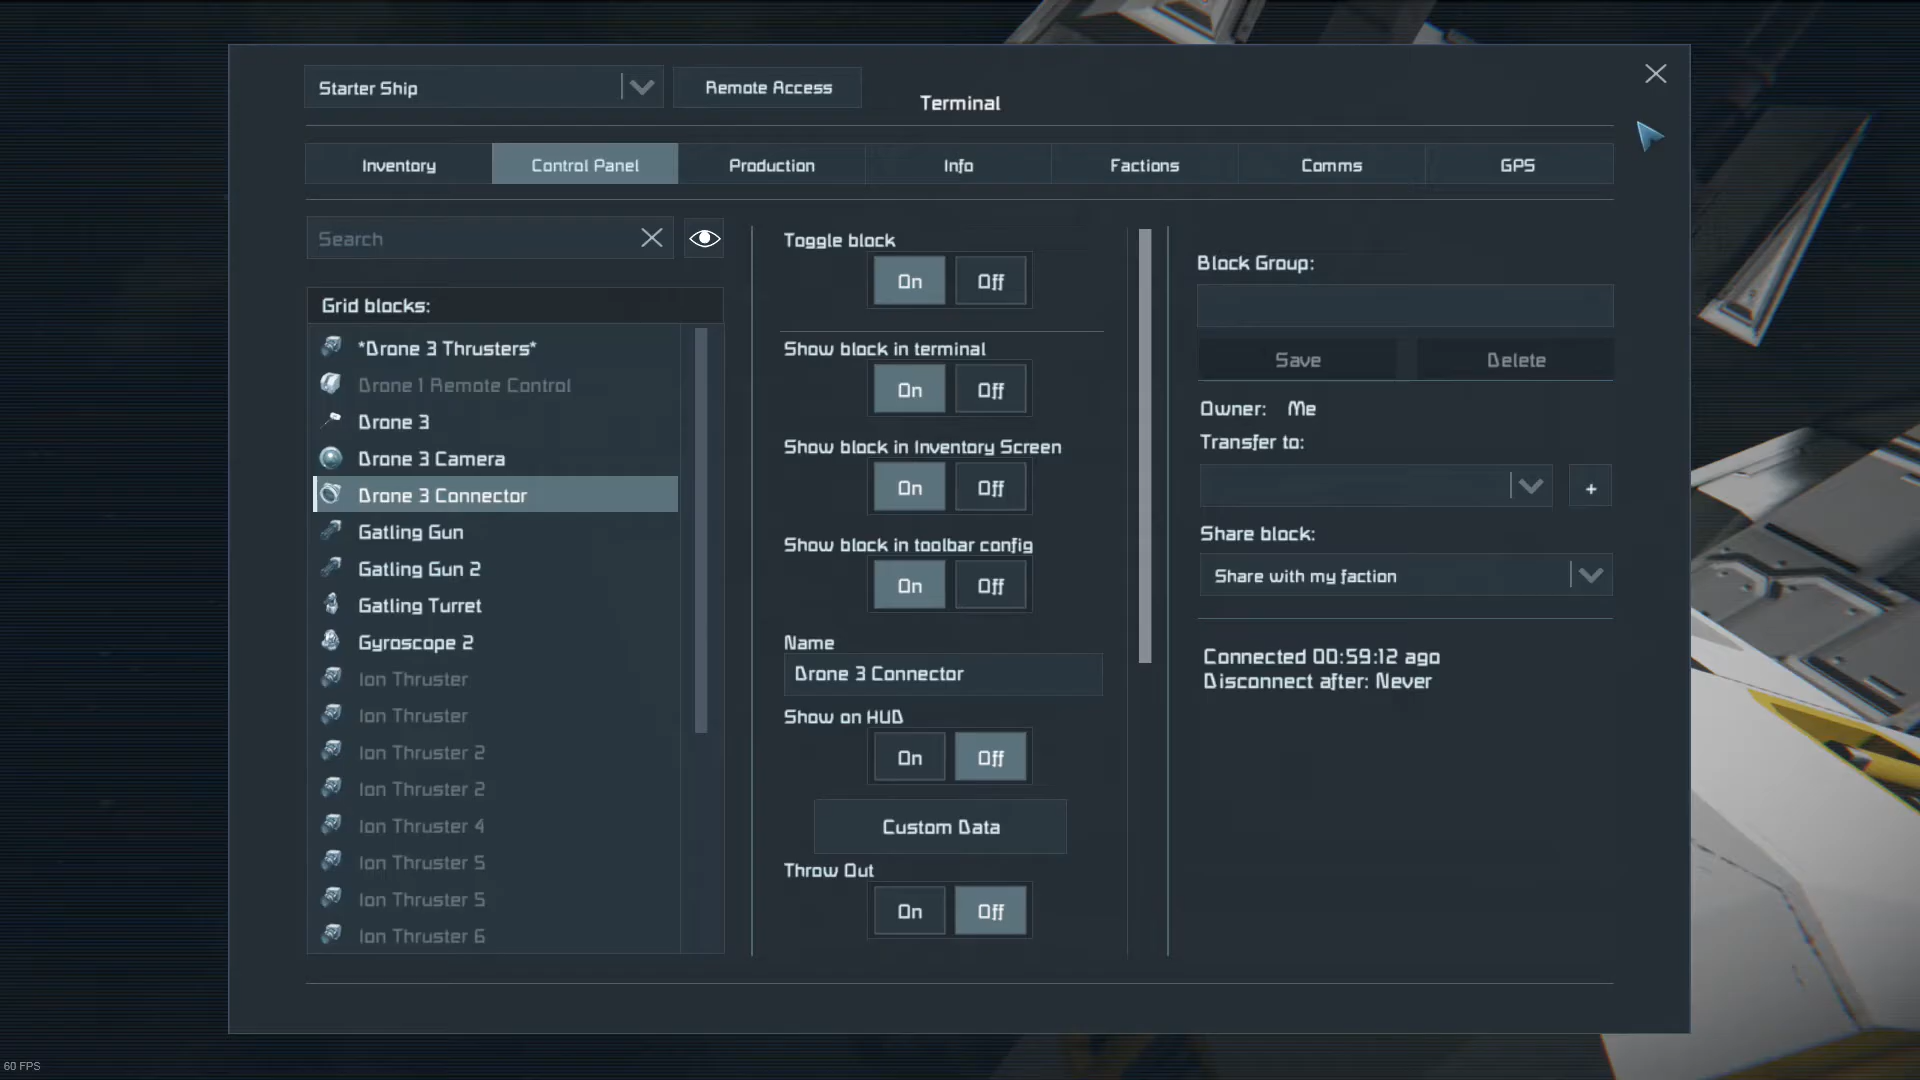 Starter Ship
Remote Access
Terminal
Inventory
Control Panel
Production
Info
Factions
Comms
GPS
Search
Grid blocks:
*Drone 3 Thrusters*
Drone 1 Remote Control
Drone 3
Drone 3 Camera
Drone 3 Connector
Gatling Gun
Gatling Gun 2
Gatling Turret
Gyroscope 2
Ion Thruster
Ion Thruster
Ion Thruster 2
Ion Thruster 2
Ion Thruster 4
Ion Thruster 5
Ion Thruster 5
Ion Thruster 6
Toggle block
On Off
Show block in terminal
On Off
Show block in Inventory Screen
On Off
Show block in toolbar config
On Off
Name
Drone 3 Connector
Show on HUD
On Off
Custom Data
Throw Out
On Off
Block Group:
Save
Delete
Owner: Me
Transfer to:
+
Share block:
Share with my faction
Connected 00:59:12 ago
Disconnect after: Never
60 FPS